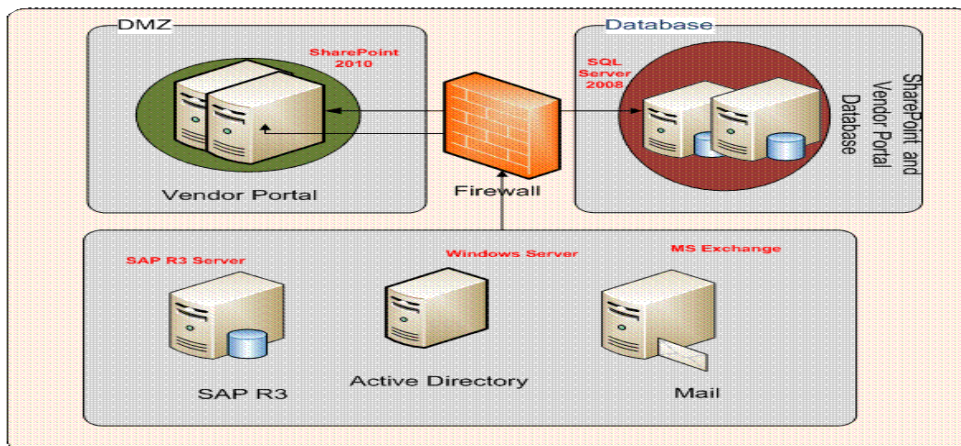 DMZ
Database
SharePoint
2010
SQL
Server
2008
SharePoint and
Vendor Portal
Database
Vendor Portal
Firewall
SAP R3 Server
Windows Server
MS Exchange
SAP R3
Active Directory
Mail